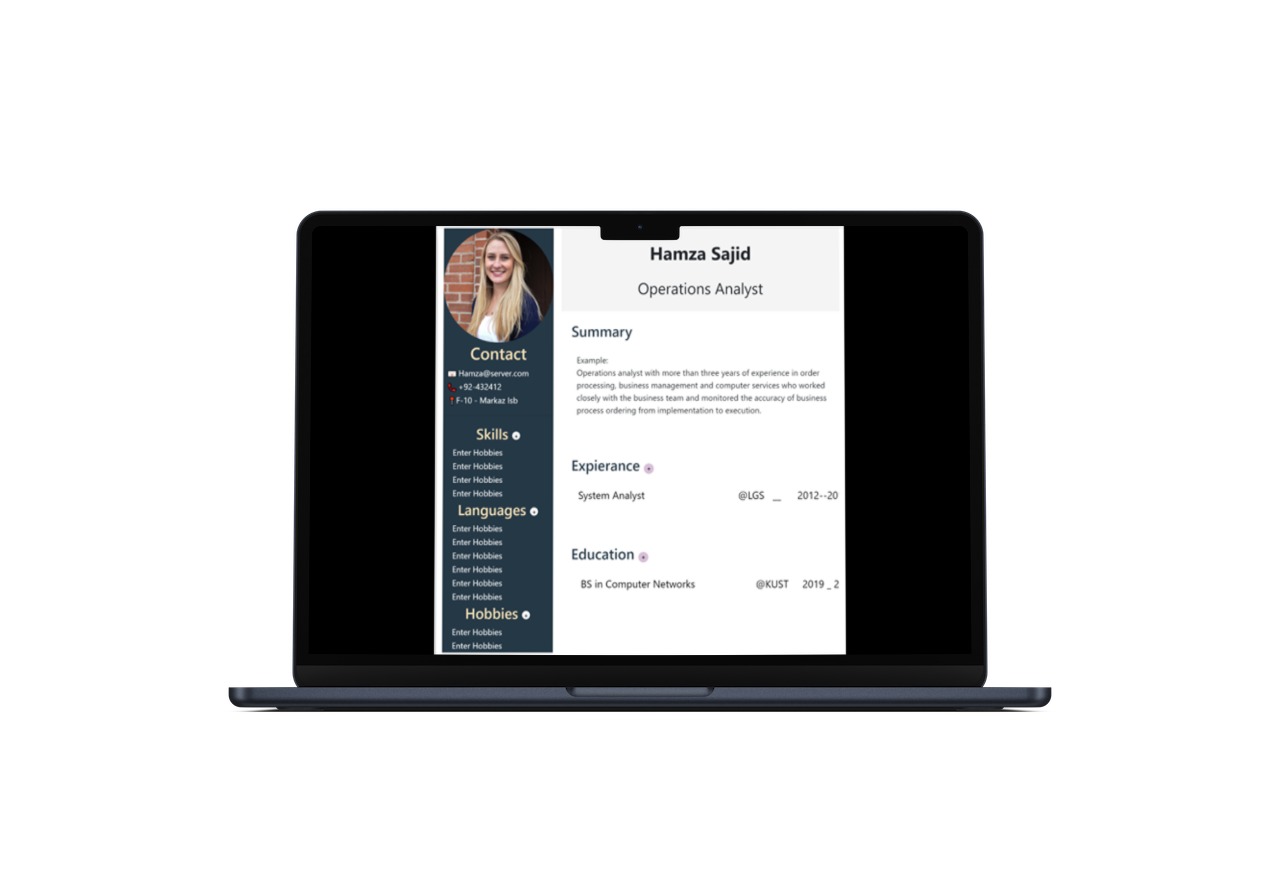 Hamza Sajid
Operations Analyst
Contact
Hamza@server.com
+92-432412
F-10 - Markaz Isb
Skills
Enter Hobbies
Enter Hobbies
Enter Hobbies
Enter Hobbies
Languages
Enter Hobbies
Enter Hobbies
Enter Hobbies
Enter Hobbies
Enter Hobbies
Enter Hobbies
Hobbies
Enter Hobbies
Enter Hobbies
Summary
Example:
Operations analyst with more than three years of experience in order
processing, business management and computer services who worked
closely with the business team and monitored the accuracy of business
process ordering from implementation to execution.
Expierance
System Analyst @LGS __ 2012--20
Education
BS in Computer Networks @KUST 2019 _ 2